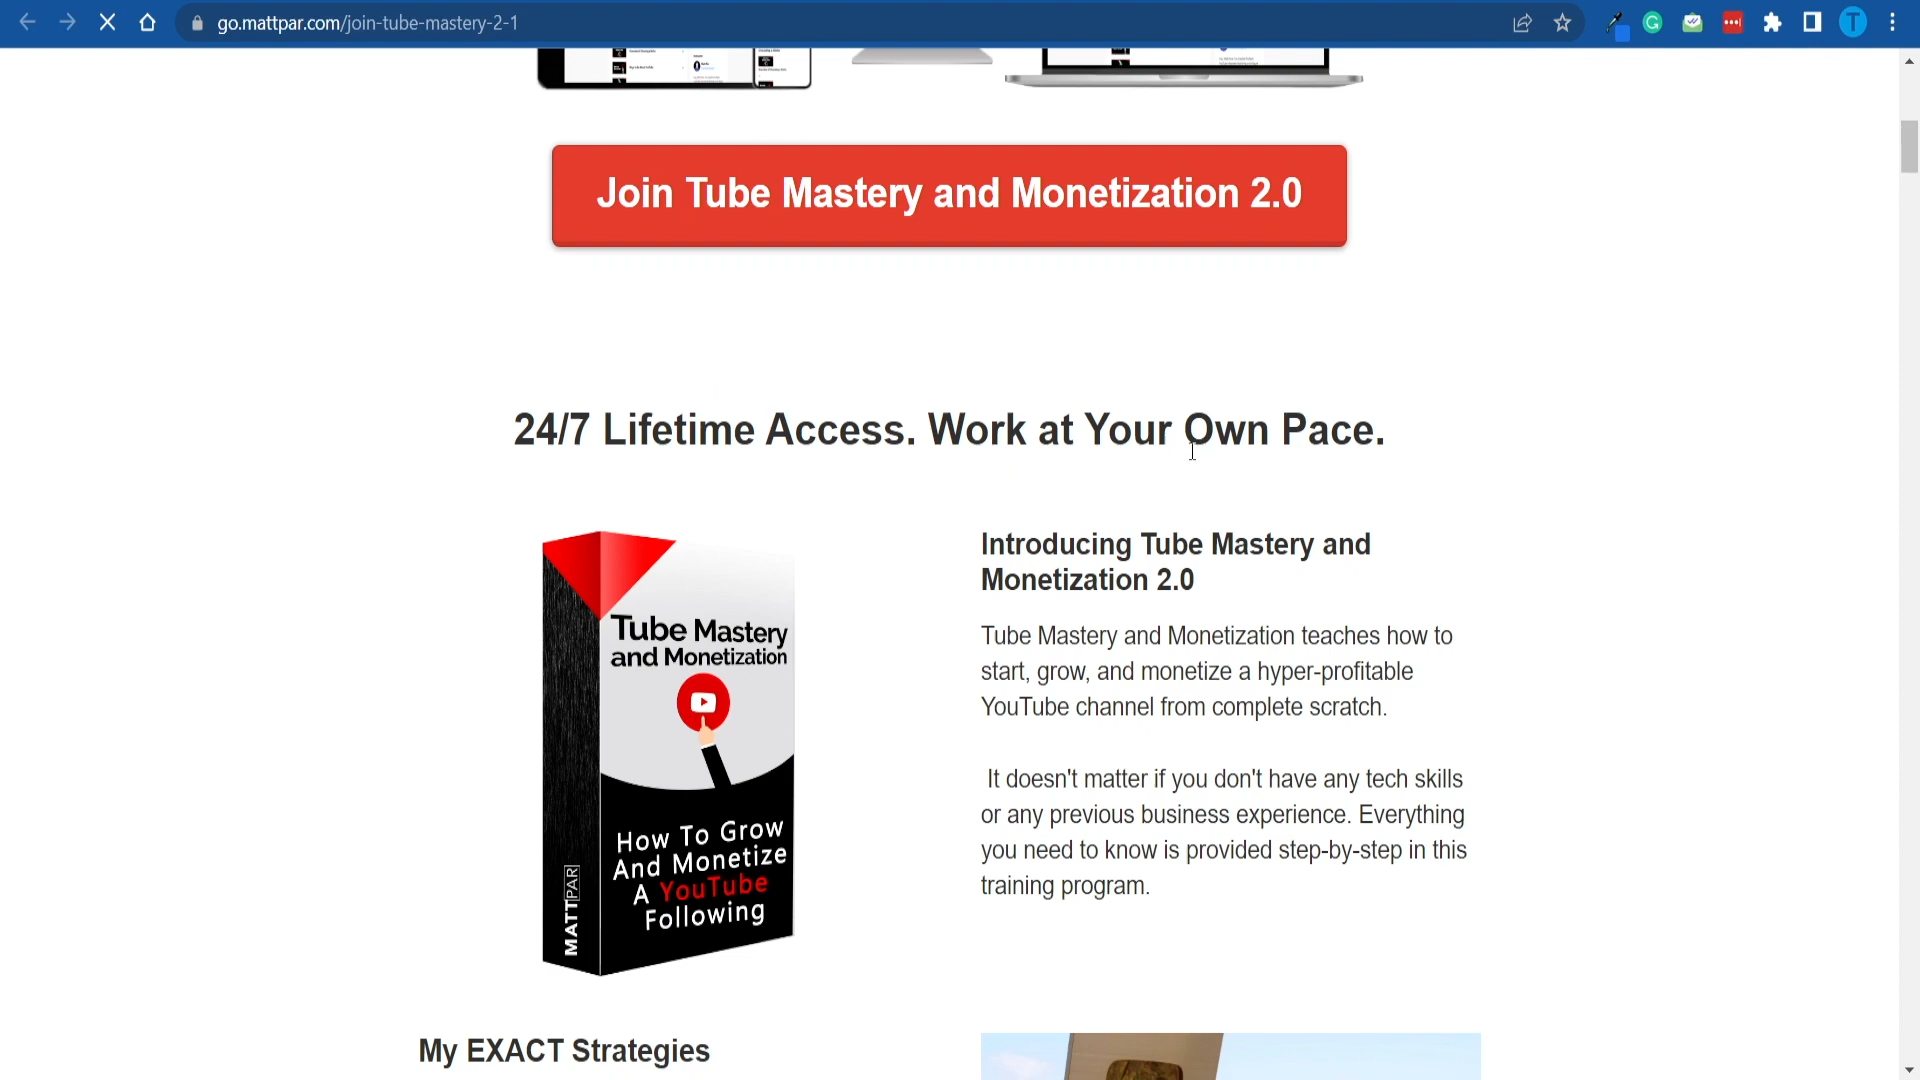 go.mattpar.com/join-tube-mastery-2-1
T
Join Tube Mastery and Monetization 2.0
24/7 Lifetime Access. Work at Your Own Pace.
Tube Mastery
and Monetization
How To Grow
And Monetize
A YouTube
Following
MATTPAR
Introducing Tube Mastery and
Monetization 2.0
Tube Mastery and Monetization teaches how to
start, grow, and monetize a hyper-profitable
YouTube channel from complete scratch.
It doesn't matter if you don't have any tech skills
or any previous business experience. Everything
you need to know is provided step-by-step in this
training program.
My EXACT Strategies